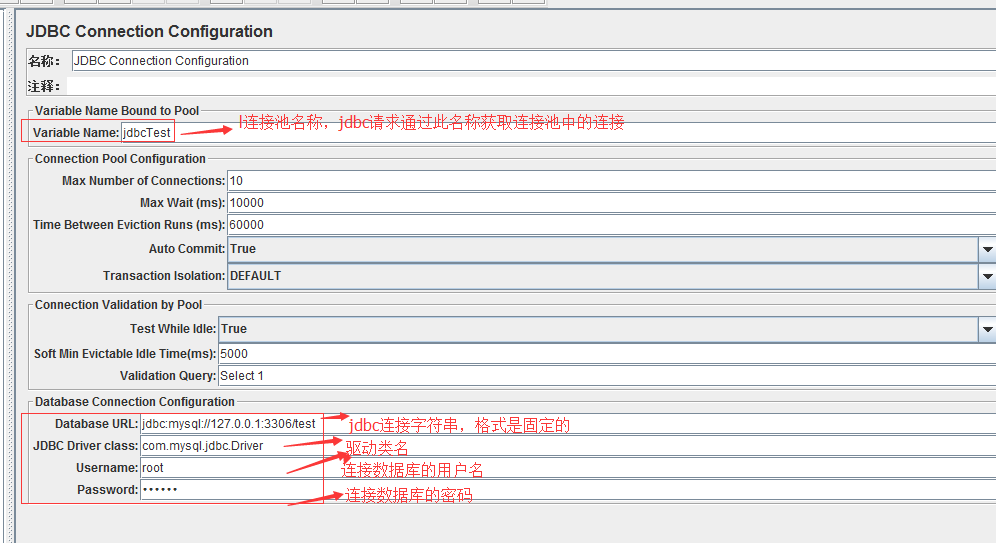 JDBC Connection Configuration
名称： JDBC Connection Configuration
注释：
Variable Name Bound to Pool
Variable Name: jdbcTest
l连接池名称，jdbc请求通过此名称获取连接池中的连接
Connection Pool Configuration
Max Number of Connections: 10
Max Wait (ms): 10000
Time Between Eviction Runs (ms): 60000
Auto Commit: True
Transaction Isolation: DEFAULT
Connection Validation by Pool
Test While Idle: True
Soft Min Evictable Idle Time(ms): 5000
Validation Query: Select 1
Database Connection Configuration
Database URL: jdbc:mysql://127.0.0.1:3306/test
jdbc连接字符串，格式是固定的
JDBC Driver class: com.mysql.jdbc.Driver
驱动类名
Username: root
连接数据库的用户名
Password: ••••••
连接数据库的密码